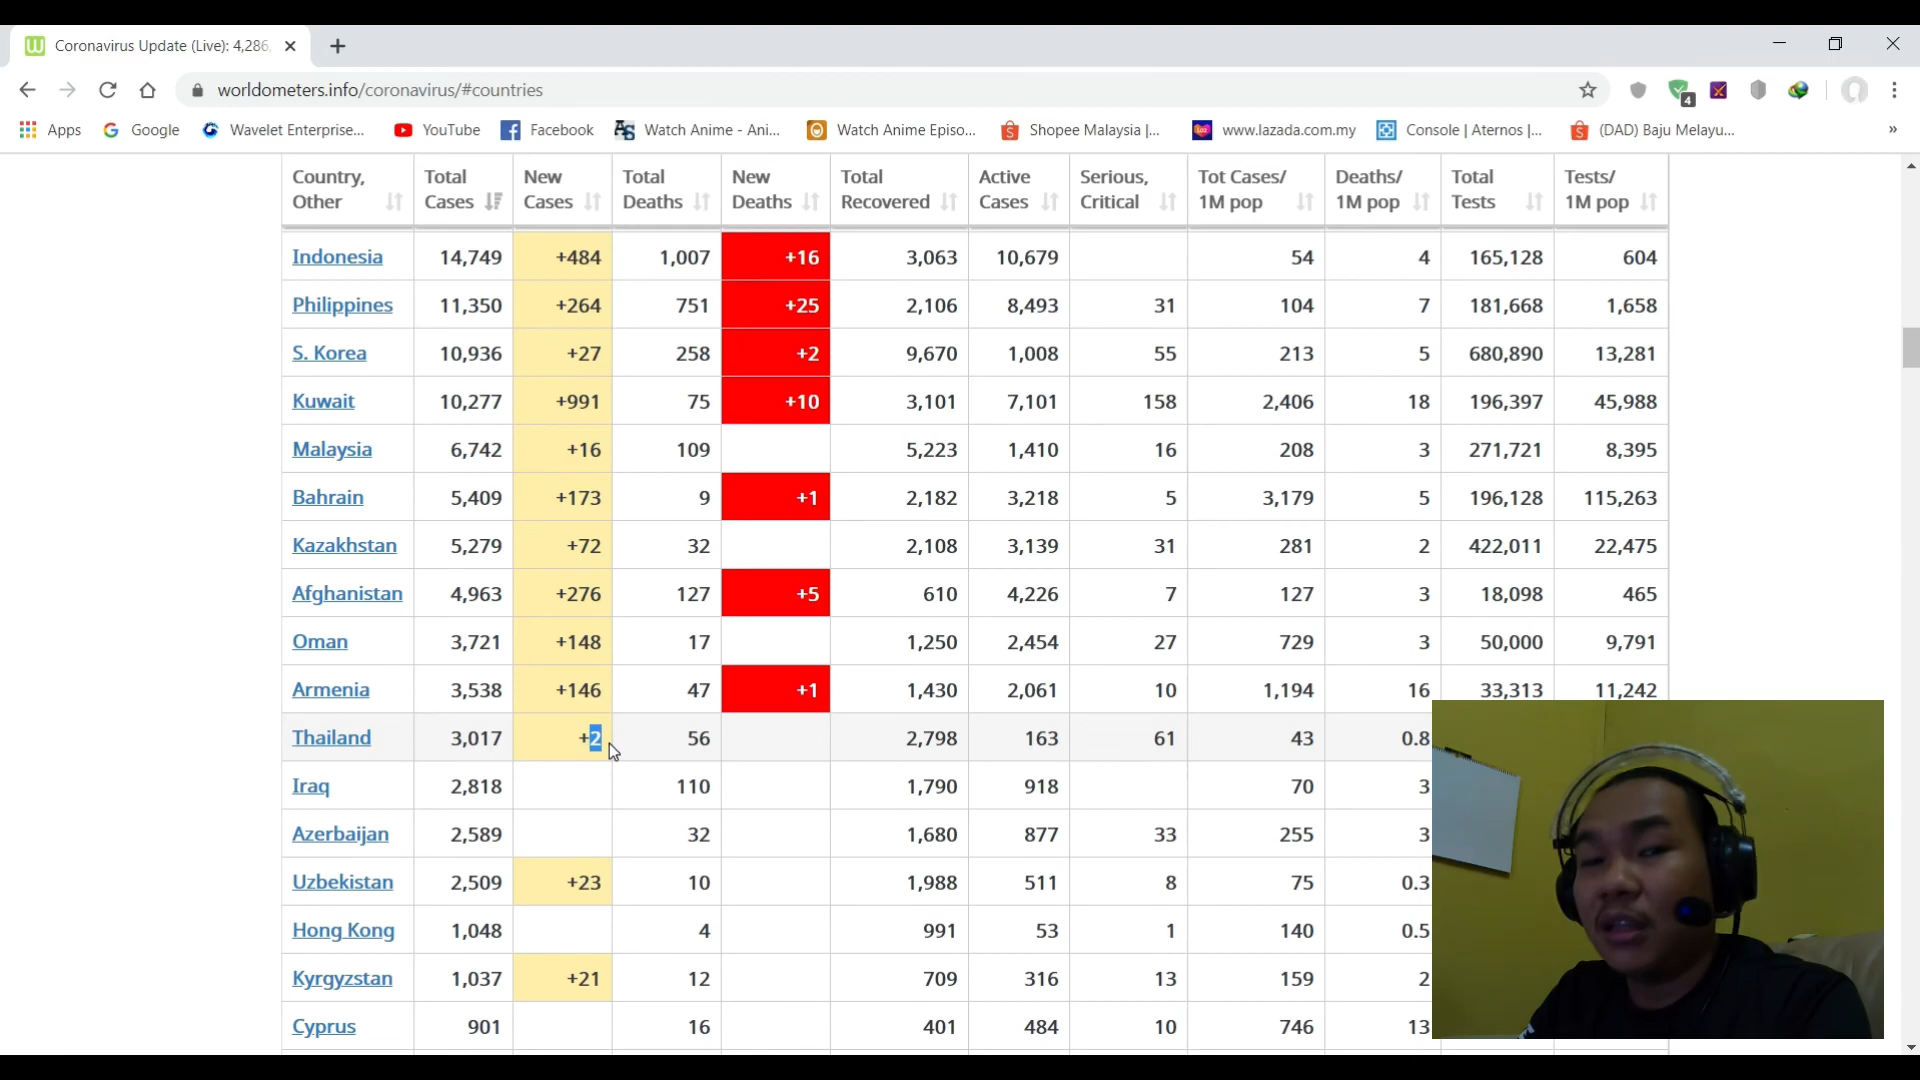 Coronavirus Update (Live): 4,286,
worldometers.info/coronavirus/#countries
4
Apps Google Wavelet Enterprise... YouTube Facebook Watch Anime - Ani... Watch Anime Episo... Shopee Malaysia |... www.lazada.com.my Console | Aternos |... (DAD) Baju Melayu... »
Country, Other Total Cases New Cases Total Deaths New Deaths Total Recovered Active Cases Serious, Critical Tot Cases/ 1M pop Deaths/ 1M pop Total Tests Tests/ 1M pop
Indonesia 14,749 +484 1,007 +16 3,063 10,679 54 4 165,128 604
Philippines 11,350 +264 751 +25 2,106 8,493 31 104 7 181,668 1,658
S. Korea 10,936 +27 258 +2 9,670 1,008 55 213 5 680,890 13,281
Kuwait 10,277 +991 75 +10 3,101 7,101 158 2,406 18 196,397 45,988
Malaysia 6,742 +16 109 5,223 1,410 16 208 3 271,721 8,395
Bahrain 5,409 +173 9 +1 2,182 3,218 5 3,179 5 196,128 115,263
Kazakhstan 5,279 +72 32 2,108 3,139 31 281 2 422,011 22,475
Afghanistan 4,963 +276 127 +5 610 4,226 7 127 3 18,098 465
Oman 3,721 +148 17 1,250 2,454 27 729 3 50,000 9,791
Armenia 3,538 +146 47 +1 1,430 2,061 10 1,194 16 33,313 11,242
Thailand 3,017 +2 56 2,798 163 61 43 0.8
Iraq 2,818 110 1,790 918 70 3
Azerbaijan 2,589 32 1,680 877 33 255 3
Uzbekistan 2,509 +23 10 1,988 511 8 75 0.3
Hong Kong 1,048 4 991 53 1 140 0.5
Kyrgyzstan 1,037 +21 12 709 316 13 159 2
Cyprus 901 16 401 484 10 746 13